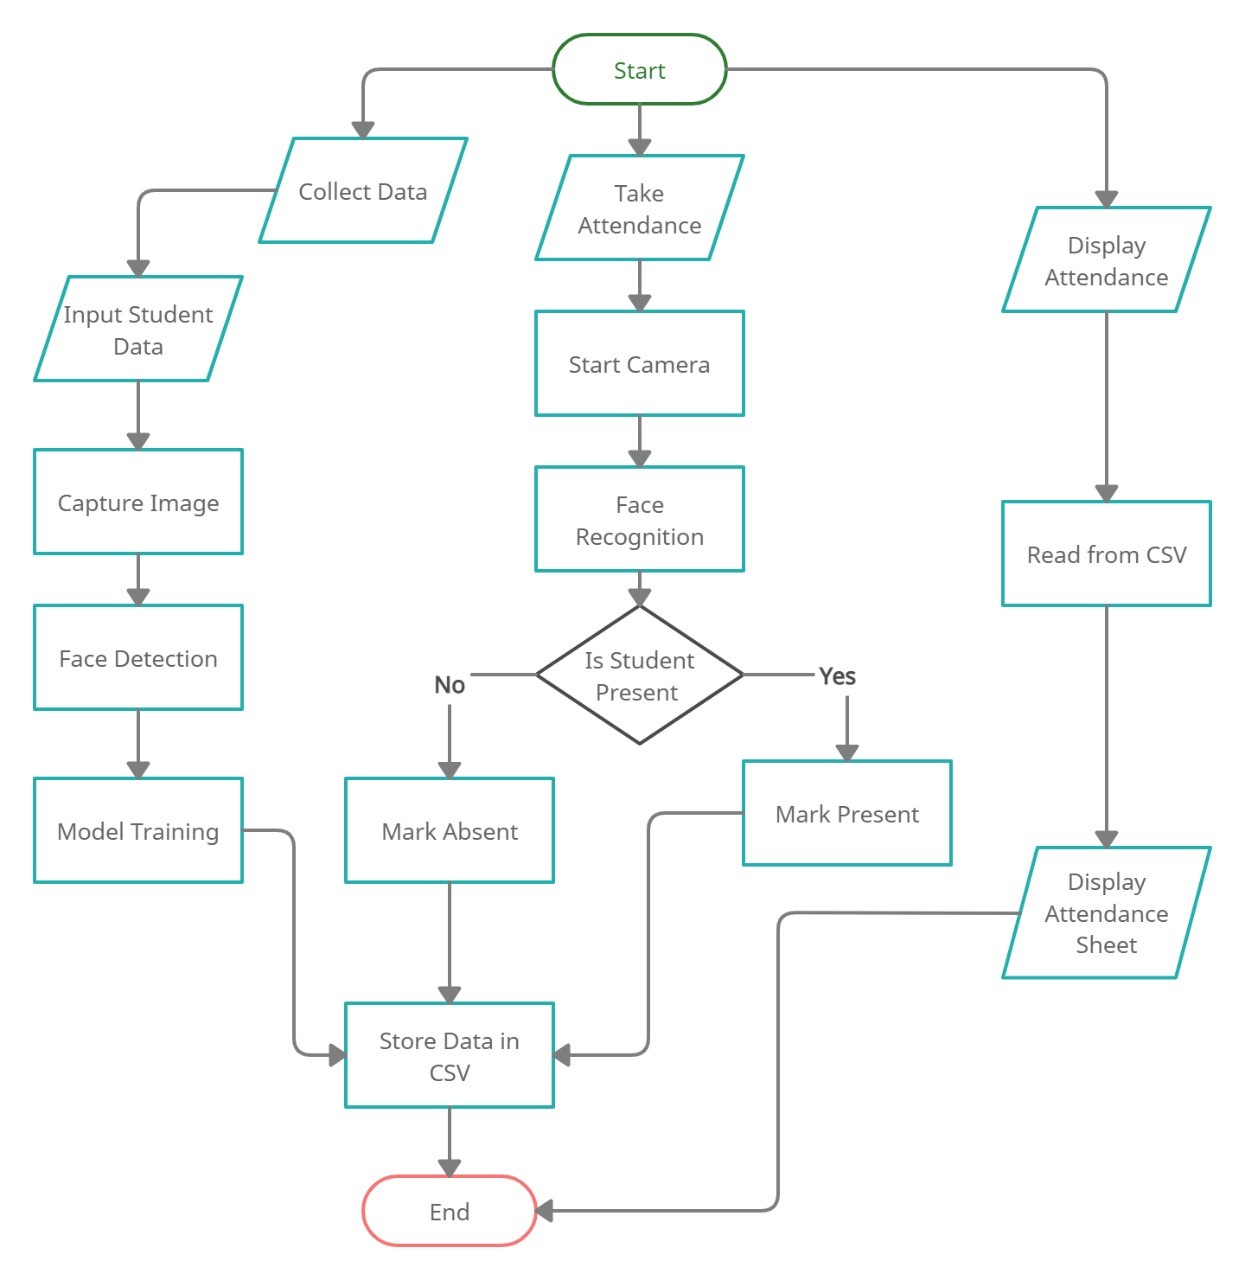 Start
Collect Data
Take
Attendance
Display
Attendance
Input Student
Data
Start Camera
Capture Image
Face
Recognition
Read from CSV
Face Detection
Is Student
Present
No
Yes
Model Training
Mark Absent
Mark Present
Display
Attendance
Sheet
Store Data in
CSV
End